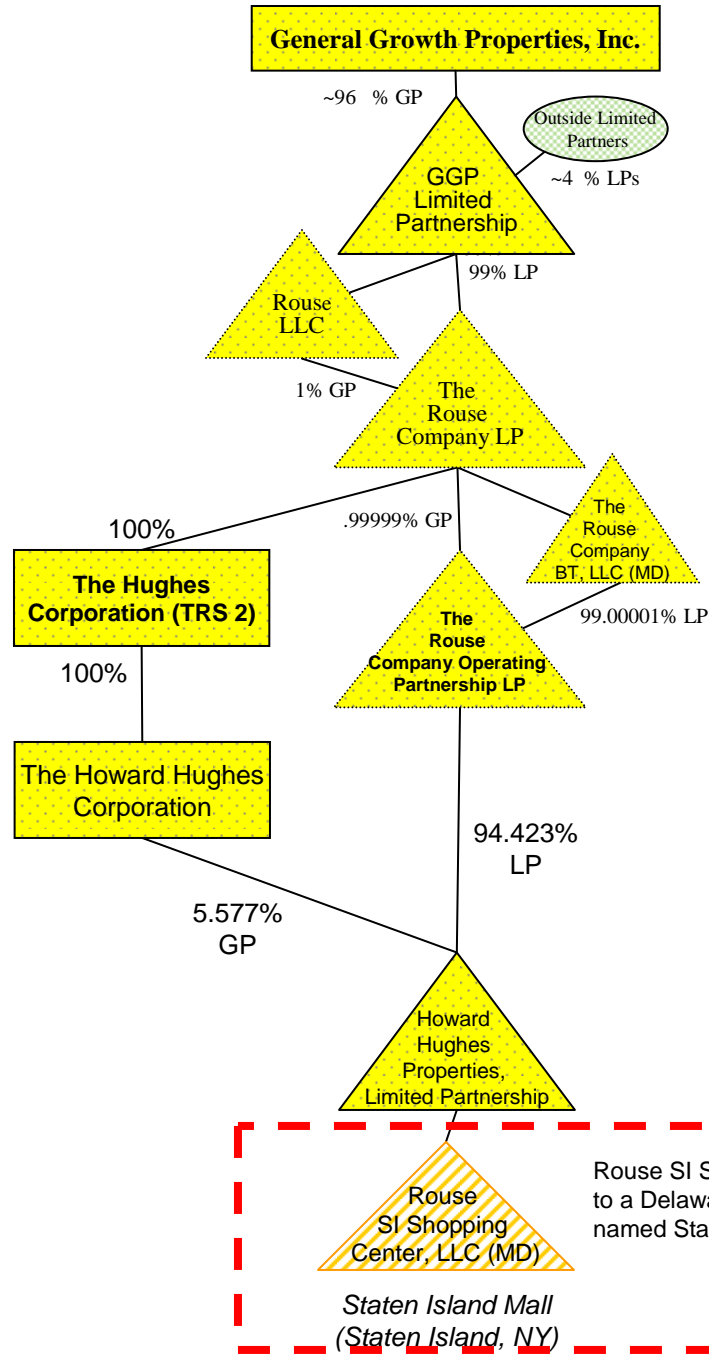 General Growth Properties, Inc.
~96 % GP
Outside Limited
Partners
~4 % LPs
GGP
Limited
Partnership
99% LP
Rouse
LLC
1% GP
The
Rouse
Company LP
100%
.99999% GP
The
Rouse
Company
BT, LLC (MD)
99.00001% LP
The Hughes
Corporation (TRS 2)
The
Rouse
Company Operating
Partnership LP
100%
The Howard Hughes
Corporation
94.423%
LP
5.577%
GP
Howard
Hughes
Properties,
Limited Partnership
Rouse
SI Shopping
Center, LLC (MD)
Rouse SI
to a
named
Staten Island Mall
(Staten Island, NY)